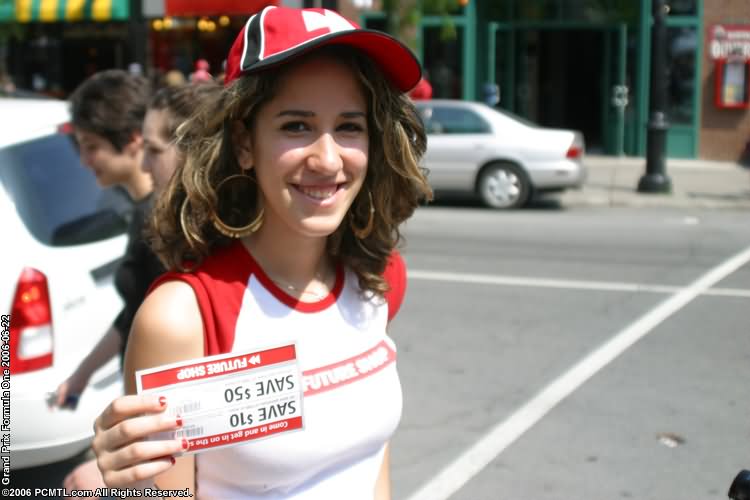 FUTURE SHOP
FUTURE SHOP
SAVE $50
SAVE $10
Come in and get it on the s
Grand Prix Formula One 2006-06-22
©2006 PCMTL.com All Rights Reserved.